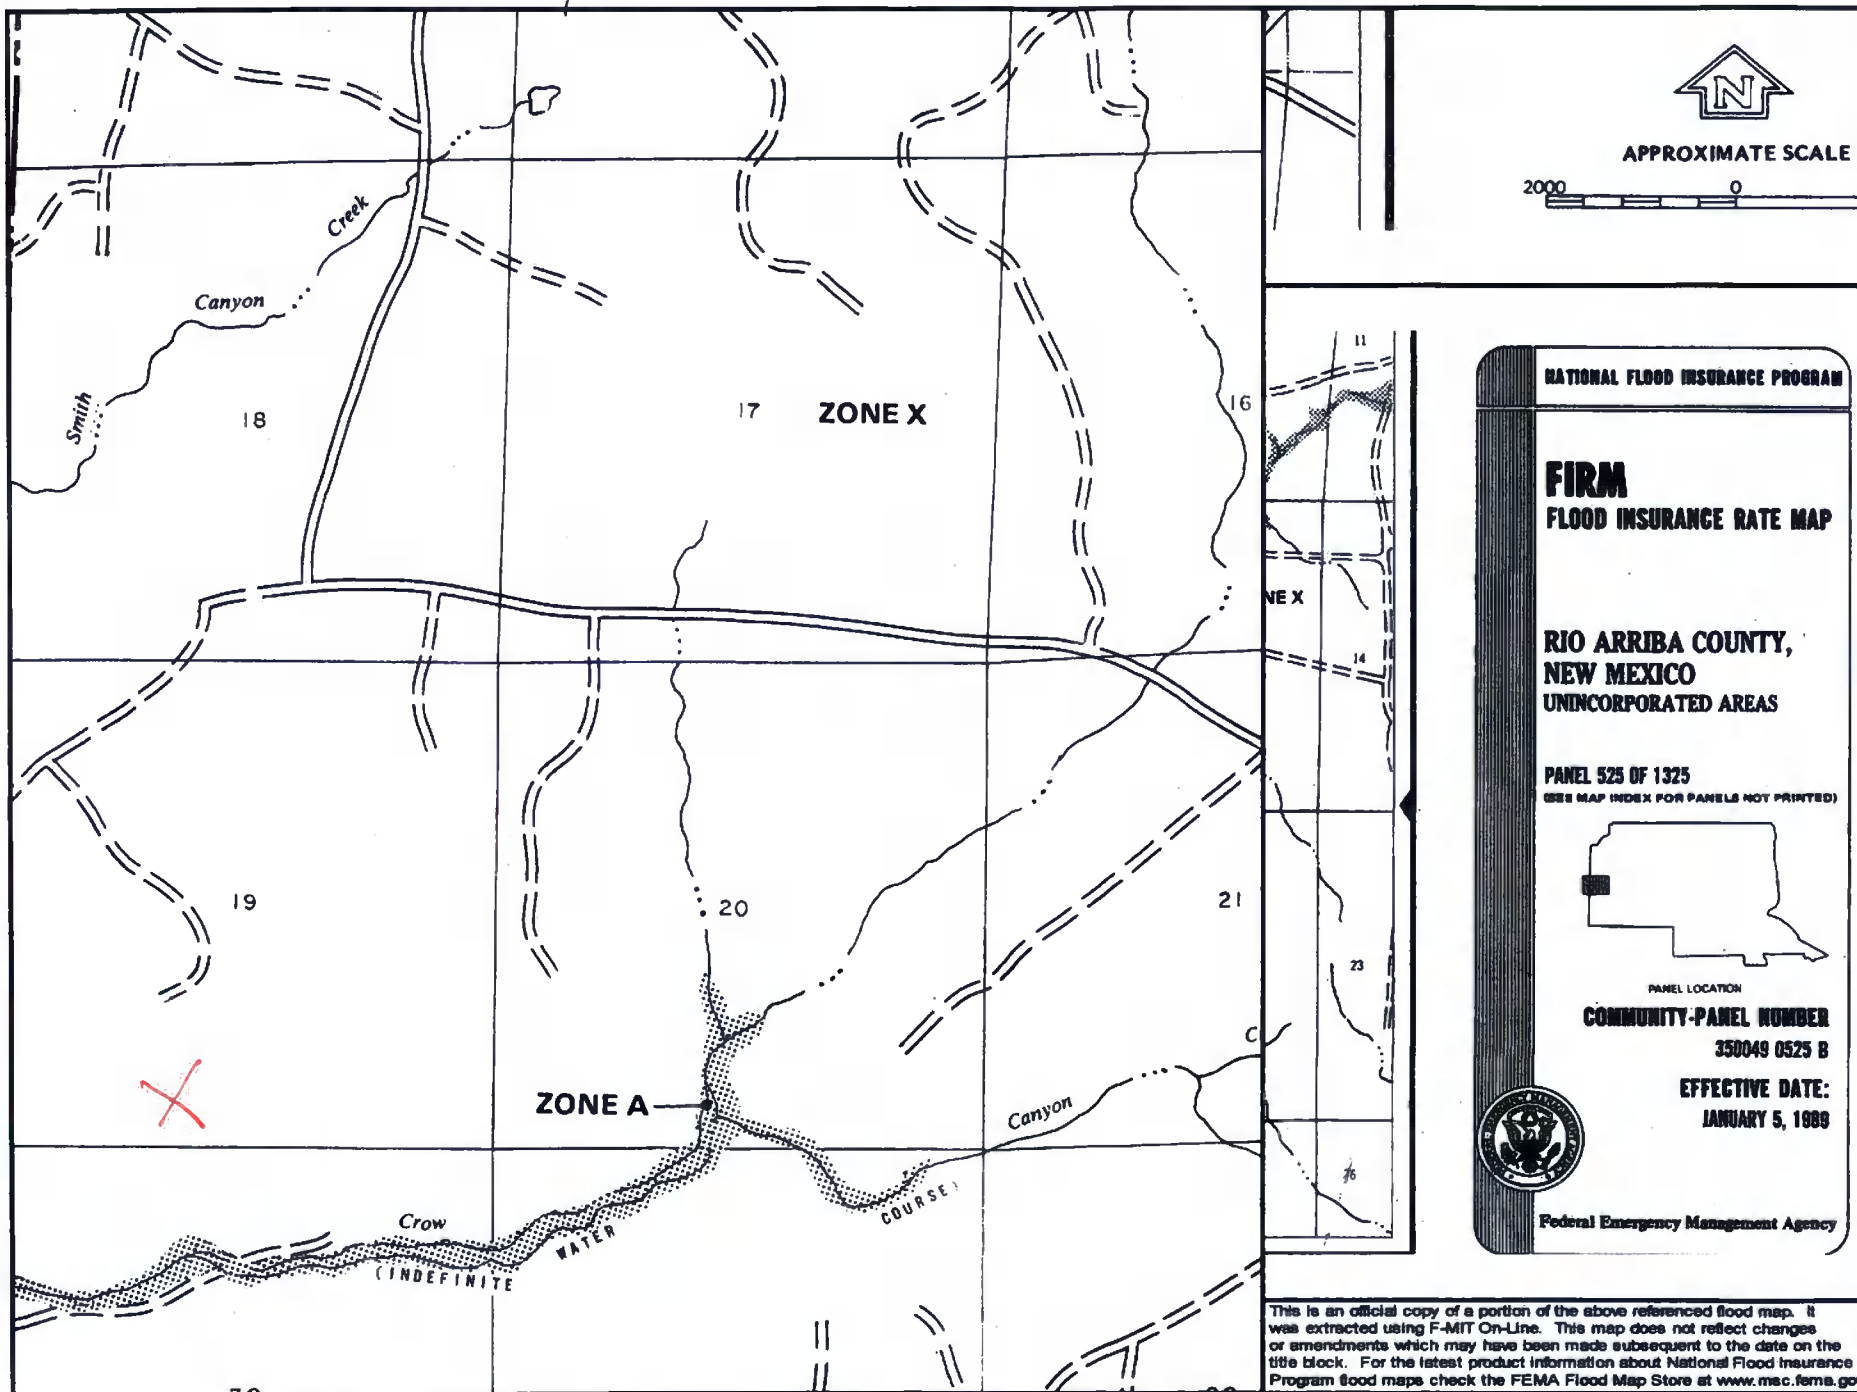 N
APPROXIMATE SCALE
2000 0
Creek
Canyon
Smith
18
17
ZONE X
16
11
NE X
14
19
20
21
23
ZONE A
Canyon
C
Crow
WATER
(INDEFINITE
COURSE)
NATIONAL FLOOD INSURANCE PROGRAM
FIRM
FLOOD INSURANCE RATE MAP
RIO ARRIBA COUNTY,
NEW MEXICO
UNINCORPORATED AREAS
PANEL 525 OF 1325
(SEE MAP INDEX FOR PANELS NOT PRINTED)
PANEL LOCATION
COMMUNITY-PANEL NUMBER
350049 0525 B
EFFECTIVE DATE:
JANUARY 5, 1989
Federal Emergency Management Agency
This is an official copy of a portion of the above referenced flood map. It
was extracted using F-MIT On-Line. This map does not reflect changes
or amendments which may have been made subsequent to the date on the
title block. For the latest product information about National Flood Insurance
Program flood maps check the FEMA Flood Map Store at www.msc.fema.go